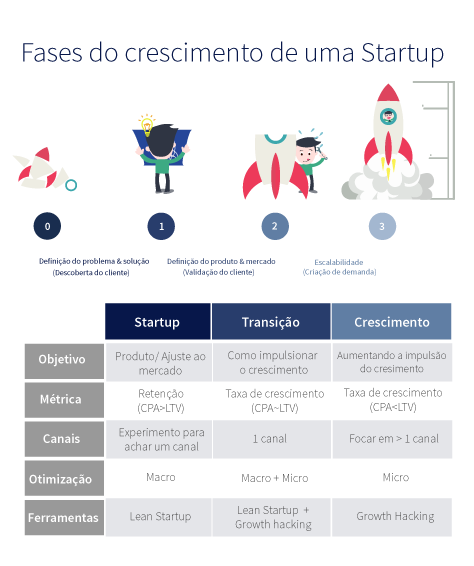 Fases do crescimento de uma Startup
0
1
2
3
Definição do problema & solução
(Descoberta do cliente)
Definição do produto & mercado
(Validação do cliente)
Escalabilidade
(Criação de demanda)
Startup
Transição
Crescimento
Objetivo
Produto/ Ajuste ao
mercado
Como impulsionar
o crescimento
Aumentando a impulsão
do cresimento
Métrica
Retenção
(CPA>LTV)
Taxa de crescimento
(CPA~LTV)
Taxa de crescimento
(CPA<LTV)
Canais
Experimento para
achar um canal
1 canal
Focar em > 1 canal
Otimização
Macro
Macro + Micro
Micro
Ferramentas
Lean Startup
Lean Startup +
Growth hacking
Growth Hacking